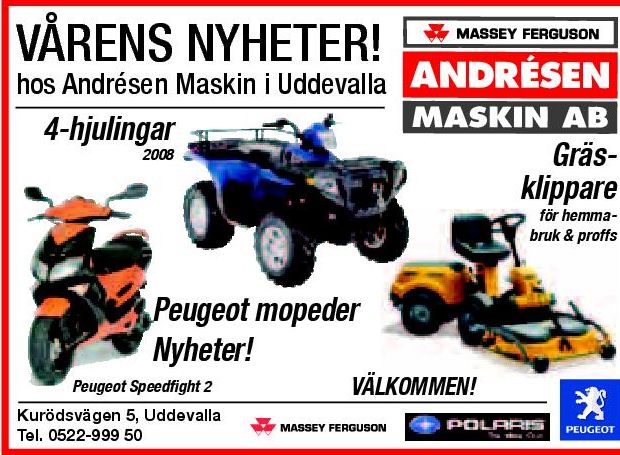 VÅRENS NYHETER!
hos Andrésen Maskin i Uddevalla
MASSEY FERGUSON
ANDRÉSEN
MASKIN AB
4-hjulingar
2008
Gräs-
klippare
för hemma-
bruk & proffs
Peugeot mopeder
Nyheter!
Peugeot Speedfight 2
VÄLKOMMEN!
Kurödsvägen 5, Uddevalla
Tel. 0522-999 50
MASSEY FERGUSON
POLARIS
PEUGEOT